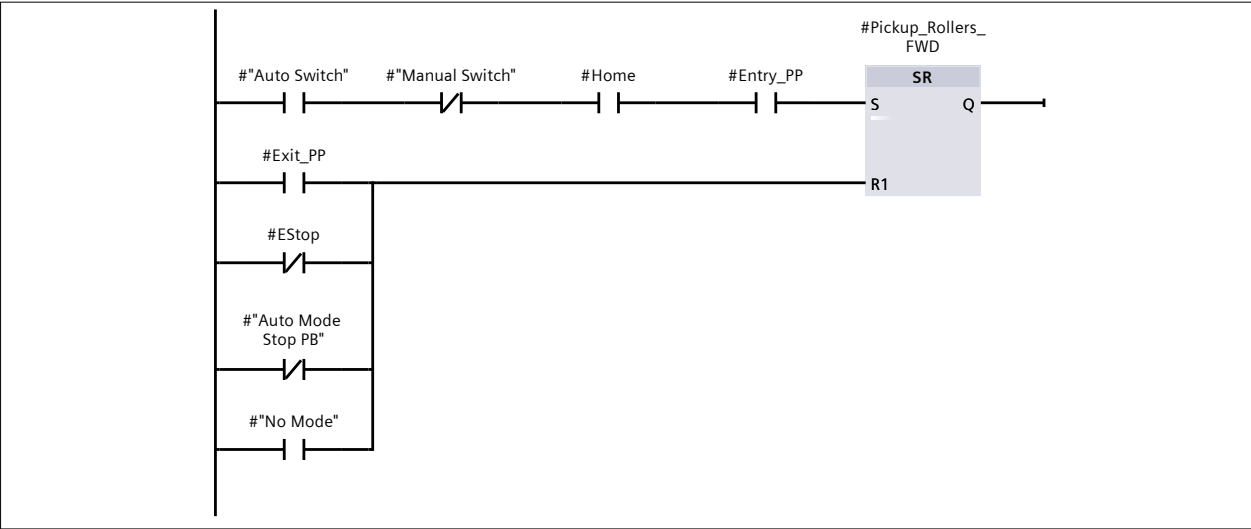 #Pickup_Rollers_
FWD
#"Auto Switch"
#"Manual Switch"
#Home
#Entry_PP
SR
S
Q
#Exit_PP
R1
#EStop
#"Auto Mode
Stop PB"
#"No Mode"